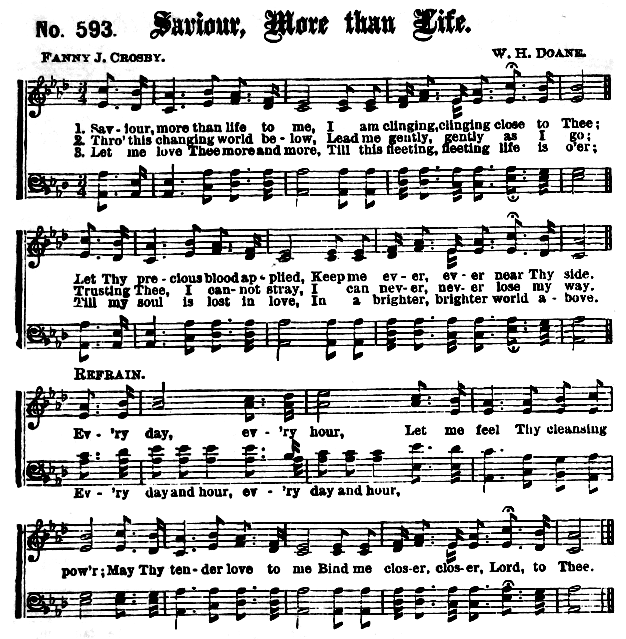 No. 593. Saviour, More than Life.
FANNY J. CROSBY. W. H. DOANE.
1. Sav-iour, more than life to me, I am clinging, clinging close to Thee;
2. Thro' this changing world be-low, Lead me gently, gently as I go;
3. Let me love Thee more and more, Till this fleeting, fleeting life is o'er;
Let Thy pre-cious blood ap-plied, Keep me ev-er, ev-er near Thy side.
Trusting Thee, I can-not stray, I can nev-er, nev-er lose my way.
Till my soul is lost in love, In a brighter, brighter world a-bove.
REFRAIN.
Ev-'ry day, ev-'ry hour, Let me feel Thy cleansing
Ev-'ry day and hour, ev-'ry day and hour,
pow'r; May Thy ten-der love to me Bind me clos-er, clos-er, Lord, to Thee.